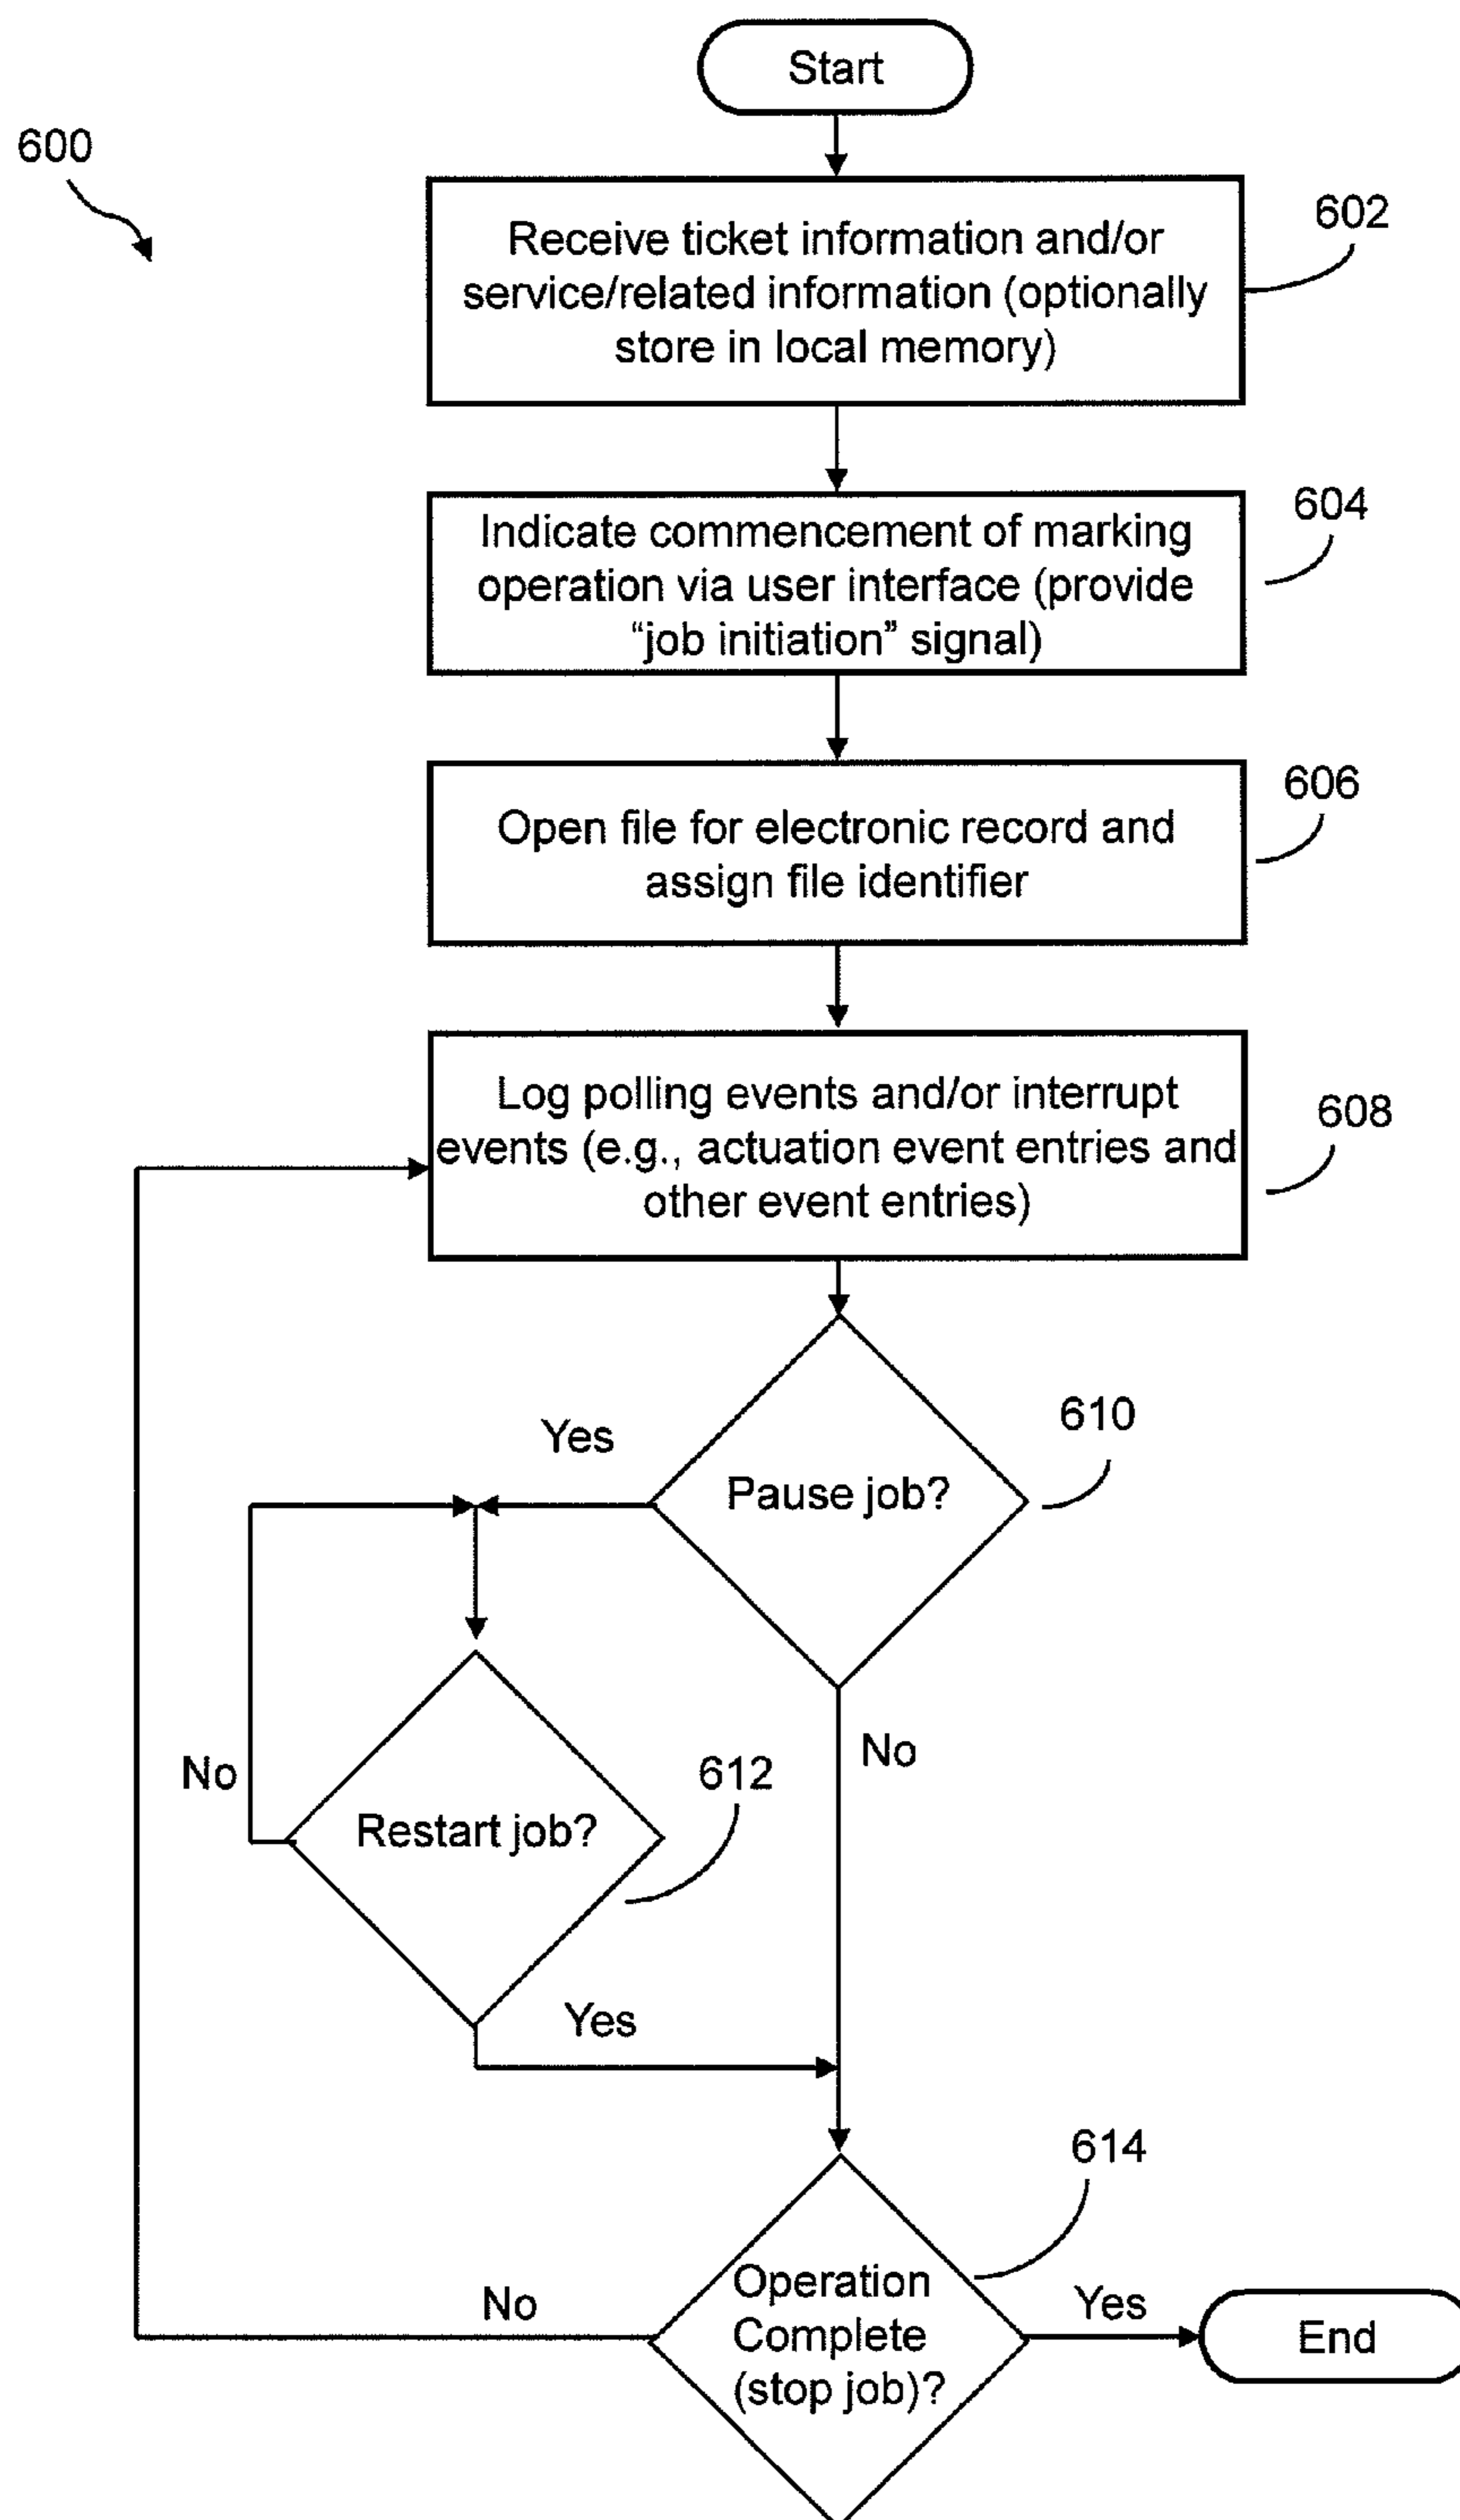 Start
600
Receive ticket information and/or
service/related information (optionally
store in local memory)
602
Indicate commencement of marking
operation via user interface (provide
“job initiation” signal)
604
Open file for electronic record and
assign file identifier
606
Log polling events and/or interrupt
events (e.g., actuation event entries and
other event entries)
608
Pause job?
610
Yes
No
Restart job?
612
No
Yes
Operation
Complete
(stop job)?
614
No
Yes
End